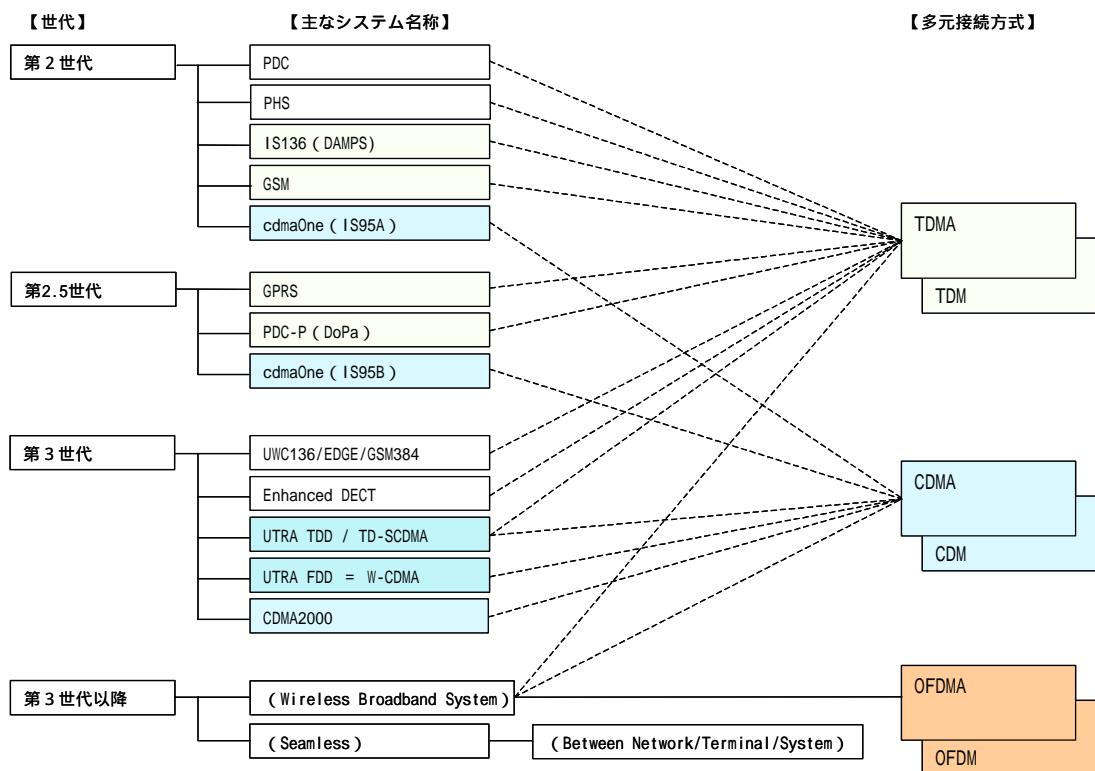 【世代】
【主なシステム名称】
【多元接続方式】
第２世代
PDC
PHS
IS136（DAMPS）
GSM
cdmaOne（IS95A）
第2.5世代
GPRS
PDC-P（DoPa）
cdmaOne（IS95B）
第３世代
UWC136/EDGE/GSM384
Enhanced DECT
UTRA TDD / TD-SCDMA
UTRA FDD = W-CDMA
CDMA2000
第３世代以降
（Wireless Broadband System）
（Seamless）
（Between Network/Terminal/System）
TDMA
TDM
CDMA
CDM
OFDMA
OFDM